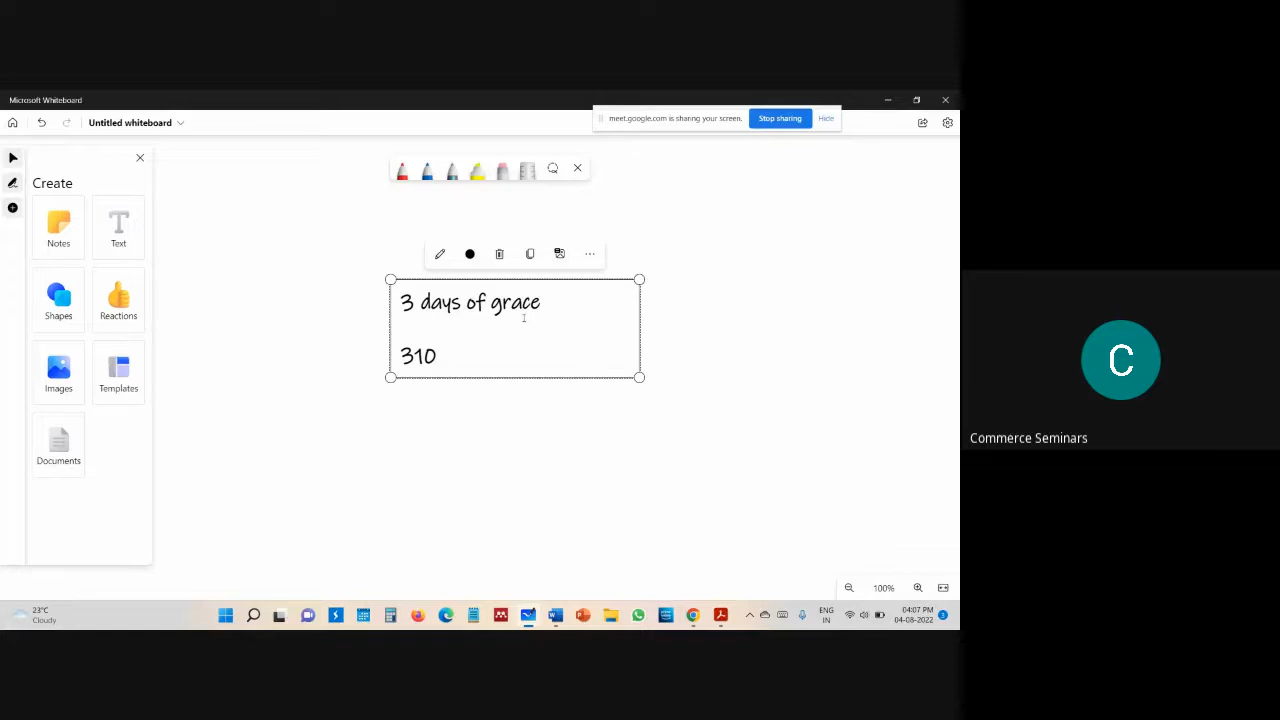 Microsoft Whiteboard
meet.google.com is sharing your screen.
Stop sharing
Hide
Untitled whiteboard
Create
Notes
Text
Shapes
Reactions
Images
Templates
Documents
3 days of grace
310
C
Commerce Seminars
100%
23°C
Cloudy
ENG
IN
04:07 PM
04-08-2022
3